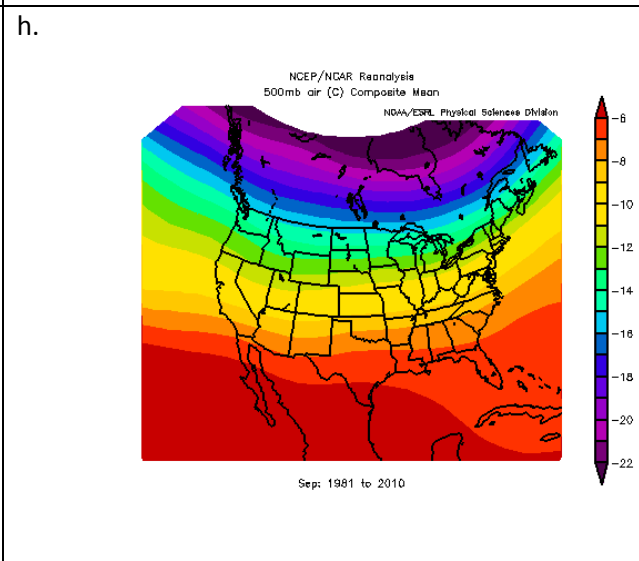 h.
NCEP/NCAR Reanalysis
500mb air (C) Composite Mean
NOAA/ESRL Physical Sciences Division
-6
-8
-10
-12
-14
-16
-18
-20
-22
Sep: 1981 to 2010